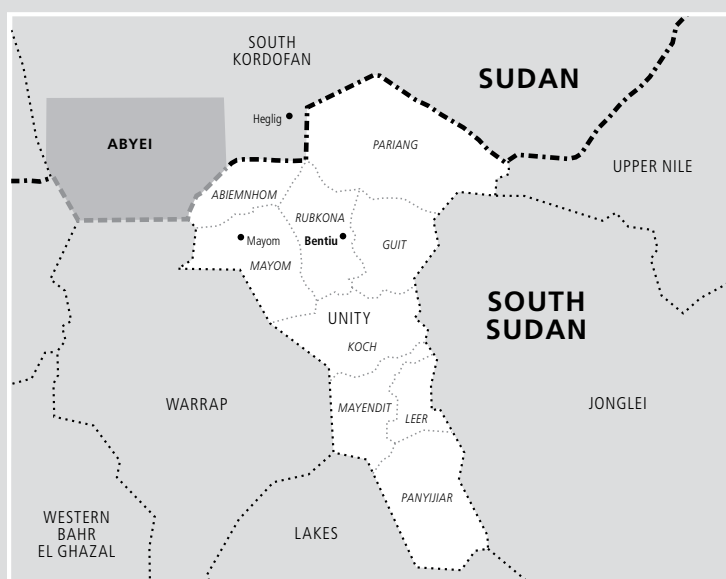 SOUTH
KORDOFAN
SUDAN
Heglig
ABYEI
PARIANG
UPPER NILE
ABIEMNHOM
RUBKONA
Mayom
Bentiu
GUIT
MAYOM
SOUTH
SUDAN
UNITY
KOCH
WARRAP
MAYENDIT
LEER
JONGLEI
PANYIJIAR
WESTERN
BAHR
EL GHAZAL
LAKES